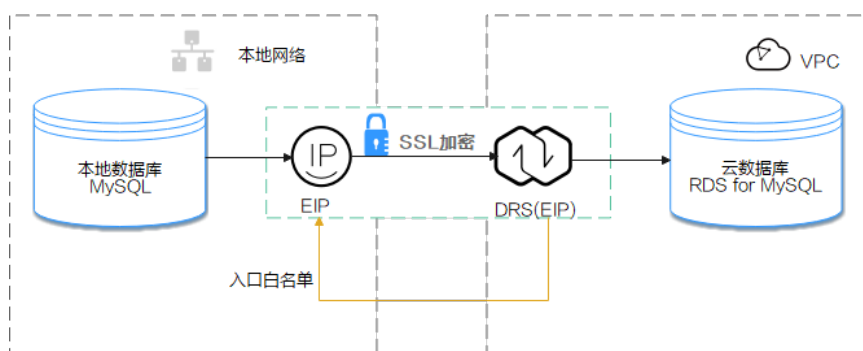 本地网络
VPC
本地数据库
MySQL
IP
SSL加密
云数据库
RDS for MySQL
EIP
DRS(EIP)
入口白名单